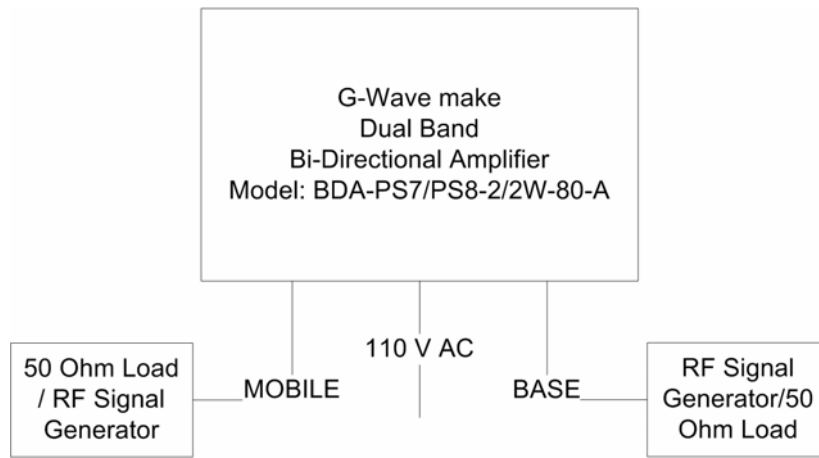 G-Wave make
Dual Band
Bi-Directional Amplifier
Model: BDA-PS7/PS8-2/2W-80-A
110 V AC
50 Ohm Load
/ RF Signal
Generator
MOBILE
BASE
RF Signal
Generator/50
Ohm Load